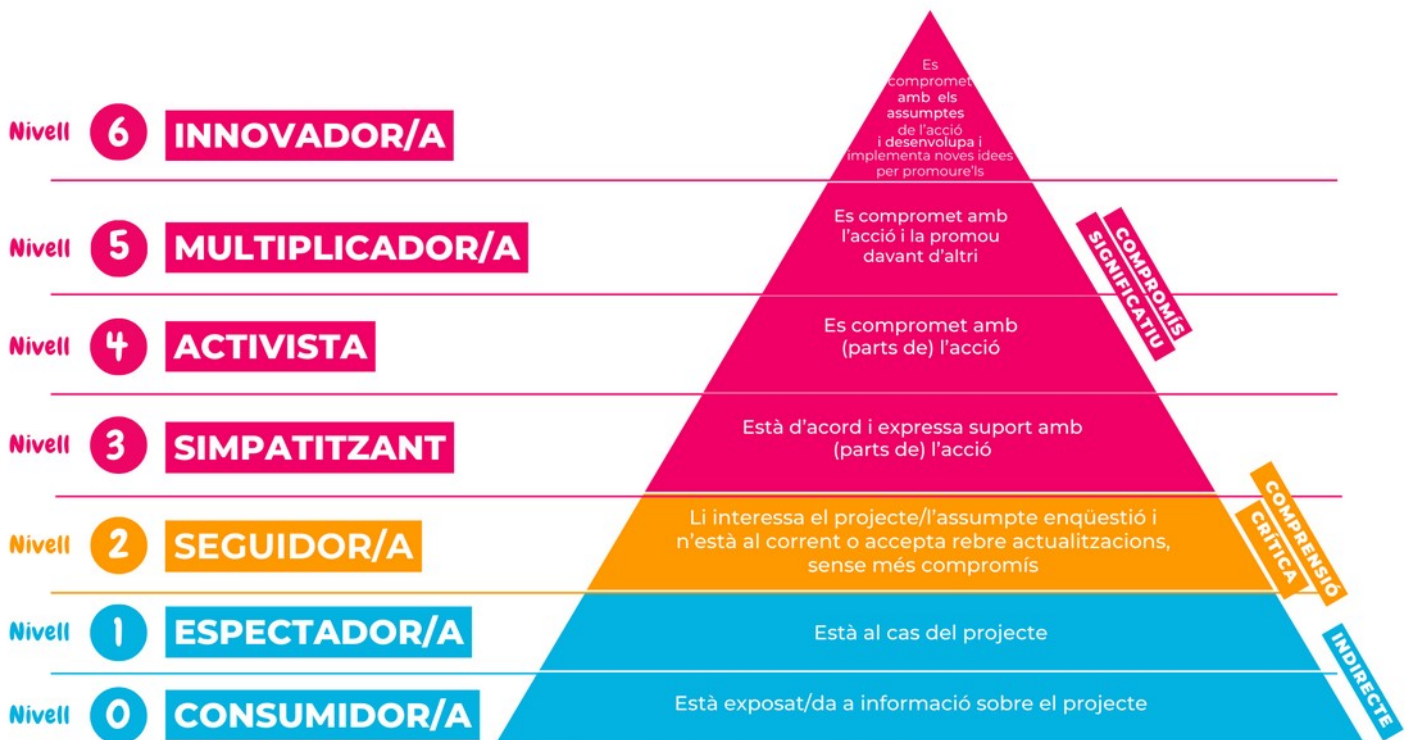 Nivell 6 INNOVADOR/A
Es
compromet
amb els
assumptes
de l'acció
i desenvolupa i
implementa noves idees
per promoure'ls
Nivell 5 MULTIPLICADOR/A
Es compromet amb
l'acció i la promou
davant d'altri
COMPROMÍS
SIGNIFICATIU
Nivell 4 ACTIVISTA
Es compromet amb
(parts de) l'acció
Nivell 3 SIMPATITZANT
Està d'acord i expressa suport amb
(parts de) l'acció
Nivell 2 SEGUIDOR/A
Li interessa el projecte/l'assumpte enqüestió i
n'està al corrent o accepta rebre actualitzacions,
sense més compromís
COMPRENSIÓ
CRÍTICA
Nivell 1 ESPECTADOR/A
Està al cas del projecte
INDIRECTE
Nivell 0 CONSUMIDOR/A
Està exposat/da a informació sobre el projecte